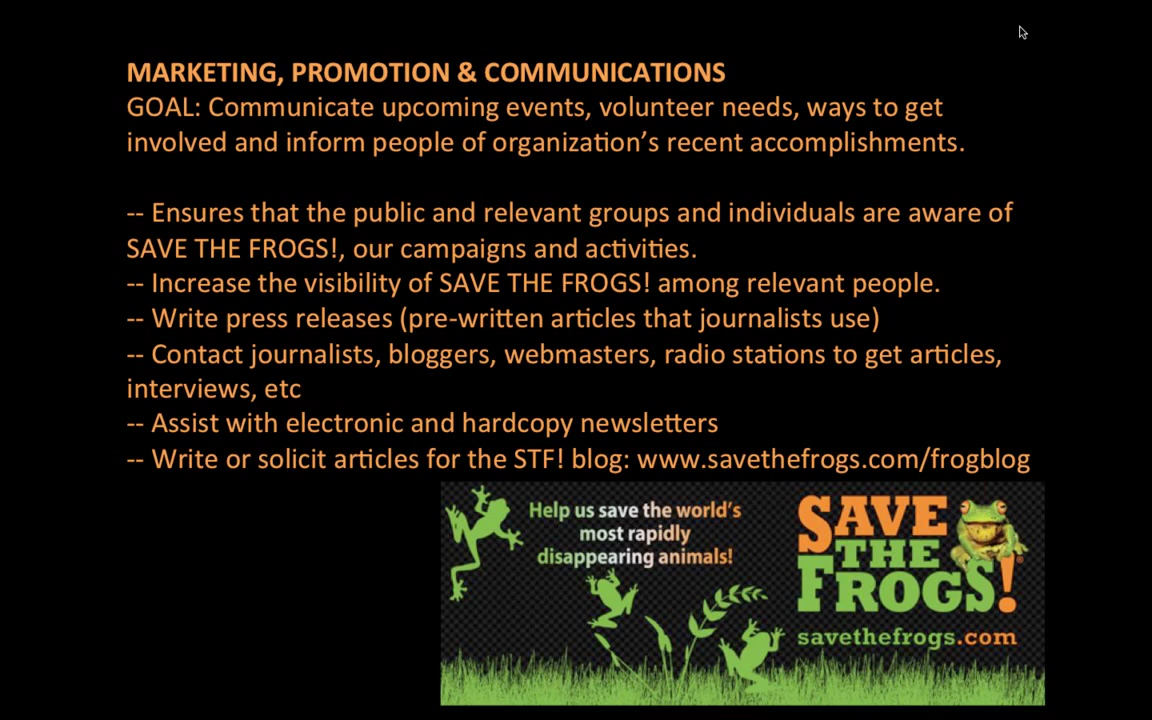 MARKETING, PROMOTION & COMMUNICATIONS
GOAL: Communicate upcoming events, volunteer needs, ways to get
involved and inform people of organization’s recent accomplishments.
-- Ensures that the public and relevant groups and individuals are aware of
SAVE THE FROGS!, our campaigns and activities.
-- Increase the visibility of SAVE THE FROGS! among relevant people.
-- Write press releases (pre-written articles that journalists use)
-- Contact journalists, bloggers, webmasters, radio stations to get articles,
interviews, etc
-- Assist with electronic and hardcopy newsletters
-- Write or solicit articles for the STF! blog: www.savethefrogs.com/frogblog
Help us save the world's
most rapidly
disappearing animals!
SAVE
THE
FROGS!®
savethefrogs.com